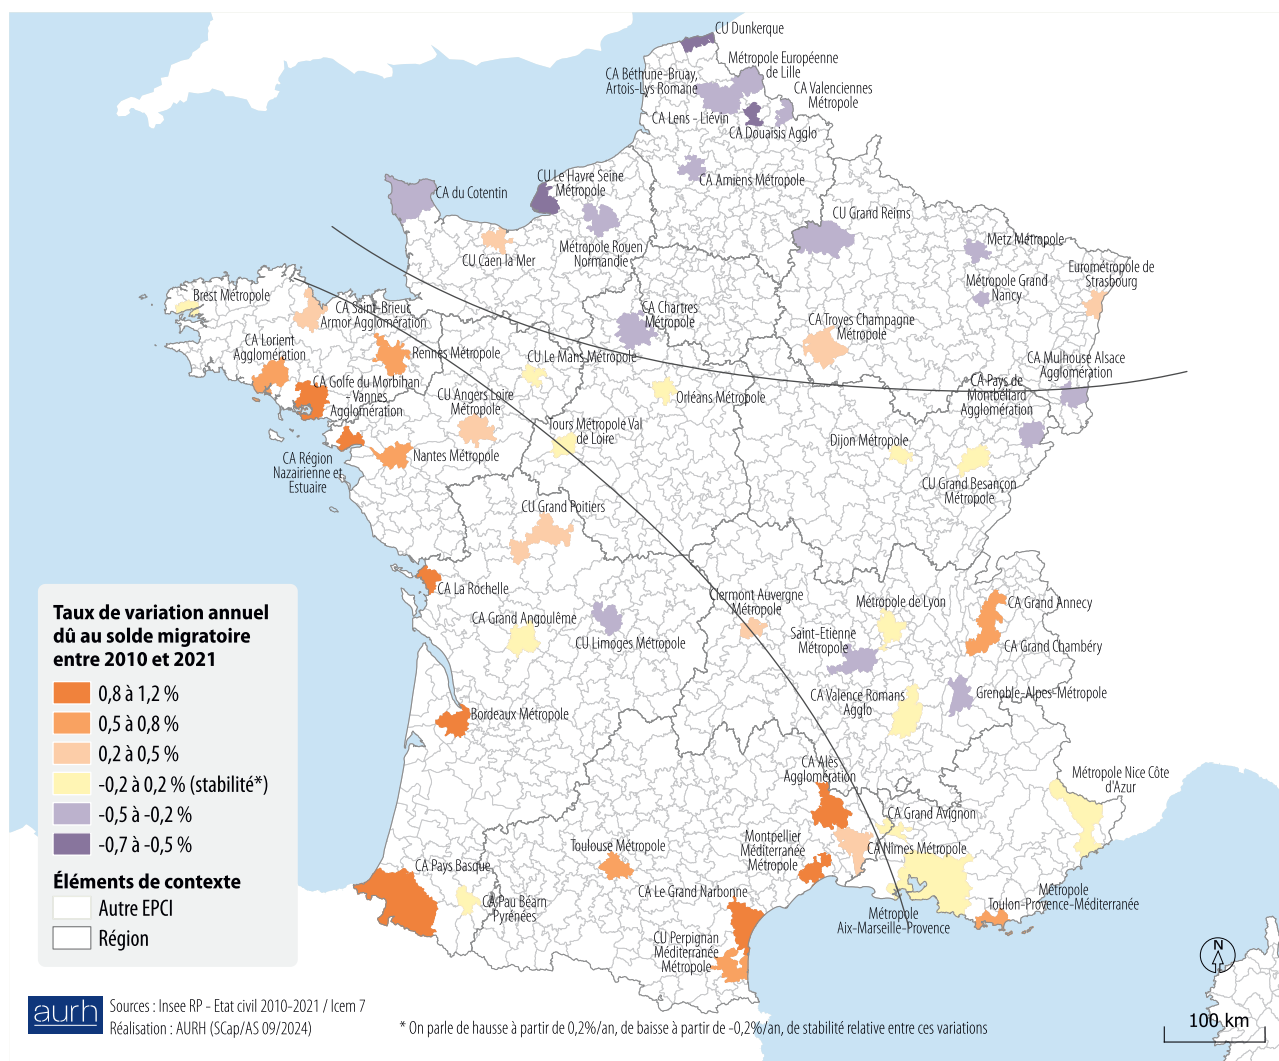 CU Dunkerque
Métropole Européenne
de Lille
CA Béthune-Bruay,
Artois-Lys Romane
CA Valenciennes
Métropole
CA Lens - Liévin
CA Douaisis Agglo
CA Amiens Métropole
CU Le Havre Seine
Métropole
CA du Cotentin
CU Grand Reims
CU Caen la Mer
Métropole Rouen
Normandie
Metz Métropole
Eurométropole de
Strasbourg
Métropole Grand
Nancy
Brest Métropole
CA Saint-Brieuc
Armor Agglomération
CA Chartres
Métropole
CA Troyes Champagne
Métropole
CA Lorient
Agglomération
Rennes Métropole
CU Le Mans Métropole
CA Mulhouse Alsace
Agglomération
CA Golfe du Morbihan
- Vannes
Agglomération
CU Angers Loire
Métropole
Orléans Métropole
CA Pays de
Montbéliard
Agglomération
Tours Métropole Val
de Loire
Dijon Métropole
CA Région
Nazairienne et
Estuaire
Nantes Métropole
CU Grand Besançon
Métropole
CU Grand Poitiers
CA La Rochelle
CA Grand Angoulême
CU Limoges Métropole
Clermont Auvergne
Métropole
Métropole de Lyon
CA Grand Annecy
Saint-Etienne
Métropole
CA Grand Chambéry
CA Valence Romans
Agglo
Grenoble-Alpes-Métropole
Bordeaux Métropole
CA Alès
Agglomération
Métropole Nice Côte
d'Azur
CA Grand Avignon
Montpellier
Méditerranée
Métropole
CA Nîmes Métropole
Toulouse Métropole
CA Pays Basque
CA Le Grand Narbonne
CA Pau Béarn
Pyrénées
Métropole
Toulon-Provence-Méditerranée
Métropole
Aix-Marseille-Provence
CU Perpignan
Méditerranée
Métropole
Taux de variation annuel
dû au solde migratoire
entre 2010 et 2021
0,8 à 1,2 %
0,5 à 0,8 %
0,2 à 0,5 %
-0,2 à 0,2 % (stabilité*)
-0,5 à -0,2 %
-0,7 à -0,5 %
Éléments de contexte
Autre EPCI
Région
N
100 km
aurh
Sources : Insee RP - Etat civil 2010-2021 / Icem 7
Réalisation : AURH (SCap/AS 09/2024)
* On parle de hausse à partir de 0,2%/an, de baisse à partir de -0,2%/an, de stabilité relative entre ces variations